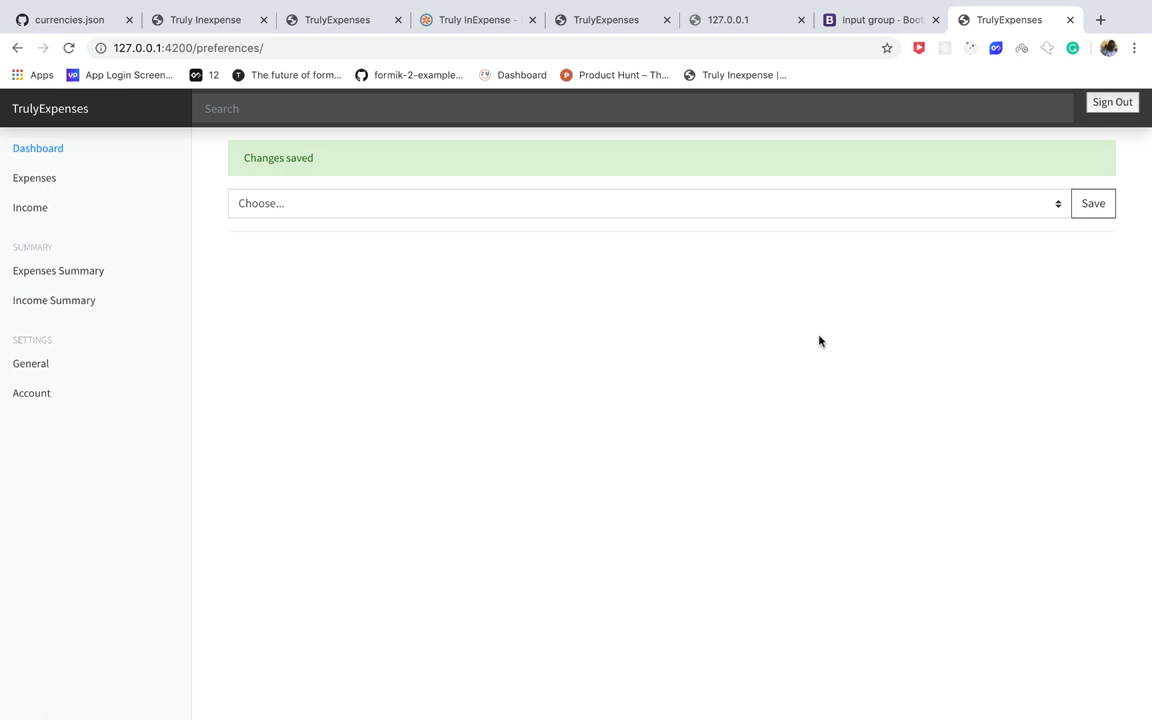 currencies.json
Truly Inexpense
TrulyExpenses
Truly InExpense -
TrulyExpenses
127.0.0.1
Input group · Boo
TrulyExpenses
127.0.0.1:4200/preferences/
Apps
App Login Screen...
12
The future of form...
formik-2-example...
Dashboard
Product Hunt – Th...
Truly Inexpense |...
TrulyExpenses
Search
Sign Out
Dashboard
Changes saved
Expenses
Choose...
Save
Income
SUMMARY
Expenses Summary
Income Summary
SETTINGS
General
Account